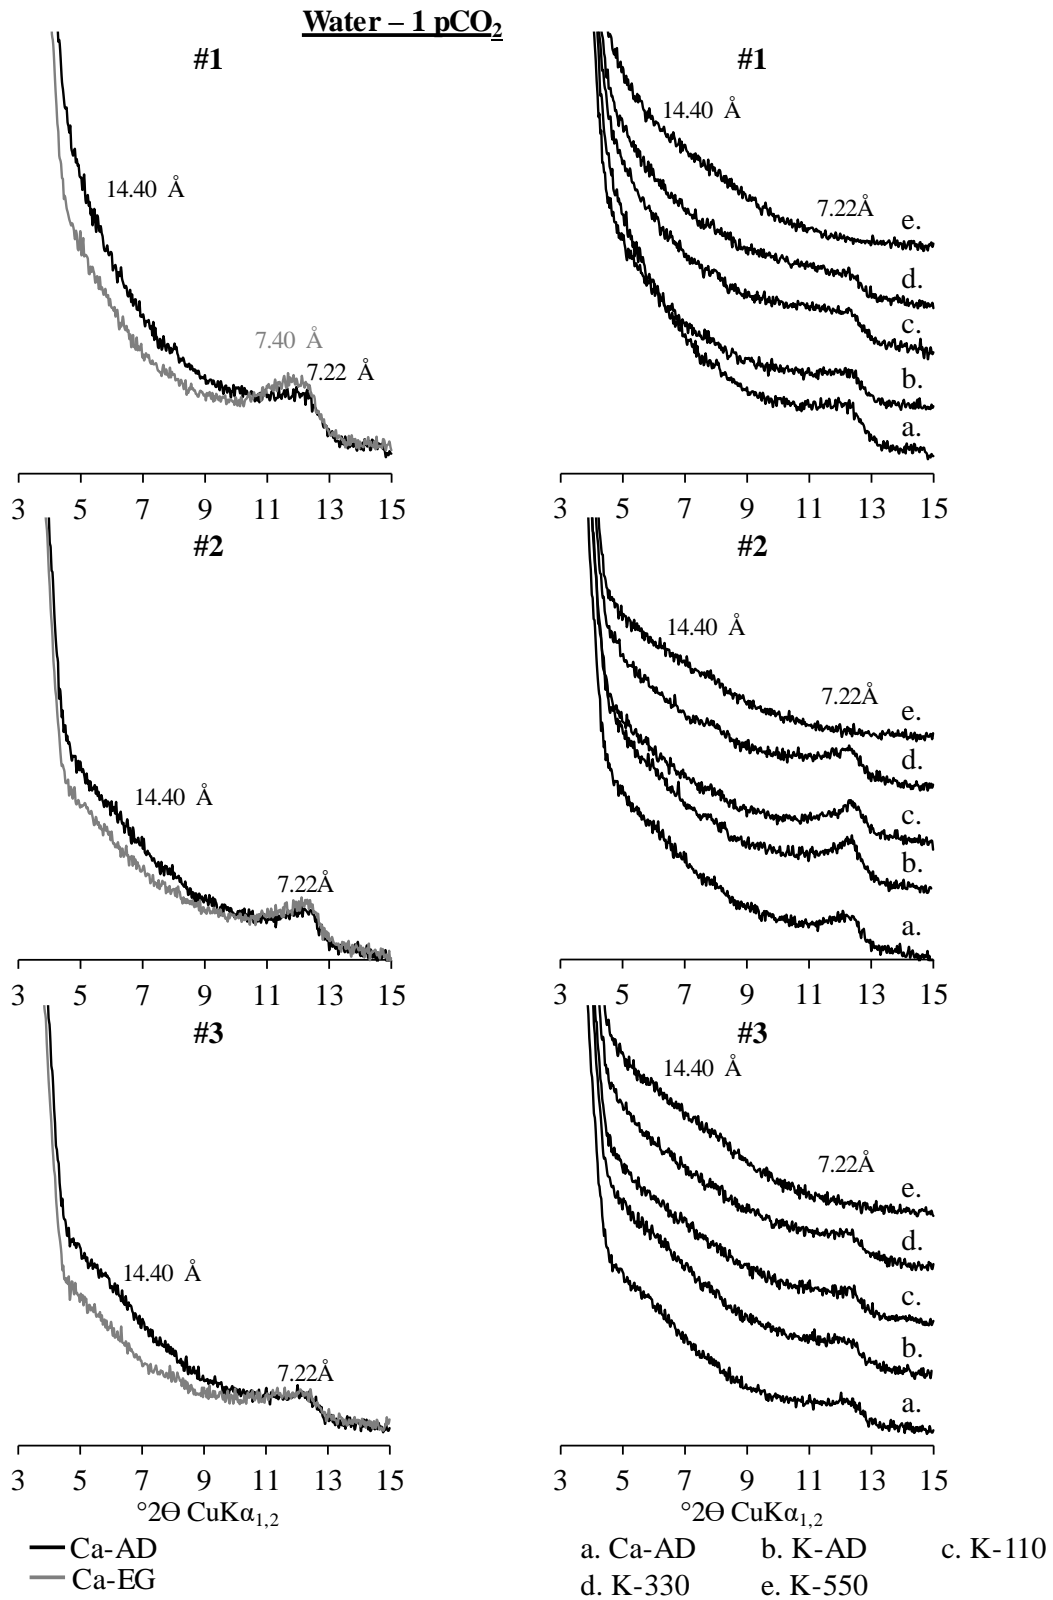 Water – 1 pCO₂
#1
14.40 Å
7.40 Å
7.22 Å
3 5 7 9 11 13 15
#1
14.40 Å
7.22Å
e.
d.
c.
b.
a.
3 5 7 9 11 13 15
#2
14.40 Å
7.22Å
3 5 7 9 11 13 15
#2
14.40 Å
7.22Å
e.
d.
c.
b.
a.
3 5 7 9 11 13 15
#3
14.40 Å
7.22Å
3 5 7 9 11 13 15
°2Θ CuKα₁,₂
#3
14.40 Å
7.22Å
e.
d.
c.
b.
a.
3 5 7 9 11 13 15
°2Θ CuKα₁,₂
Ca-AD
Ca-EG
a. Ca-AD b. K-AD c. K-110
d. K-330 e. K-550